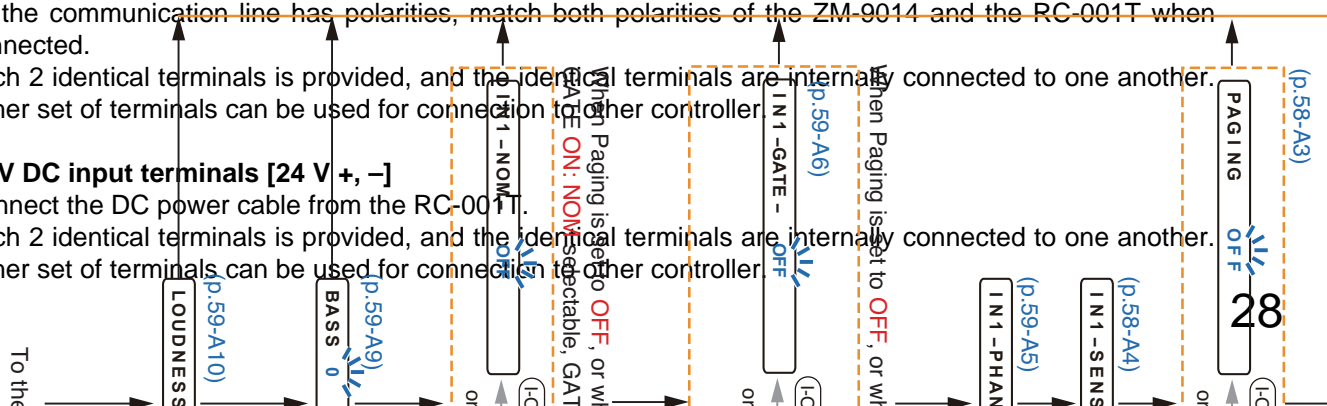 the communication line has polarities, match both polarities of the ZM-9014 and the RC-001T when
nnected.
ch 2 identical terminals is provided, and the identical terminals are internally connected to one another.
her set of terminals can be used for connection to other controller.
V DC input terminals [24 V +, –]
nnect the DC power cable from the RC-001T.
ch 2 identical terminals is provided, and the identical terminals are internally connected to one another.
her set of terminals can be used for connection to other controller.
28
(p.58-A3)
PAGING OFF
When Paging is set to OFF, or wh
(p.59-A6)
IN1–GATE– OFF
When Paging is set to OFF, or wh
GATE ON: NOM selectable, GAT
IN1–NOM– OFF
(p.58-A4)
IN1–SENS
(p.59-A5)
IN1–PHAN
(p.59-A9)
BASS 0
(p.59-A10)
LOUDNESS
To the
or
or
or